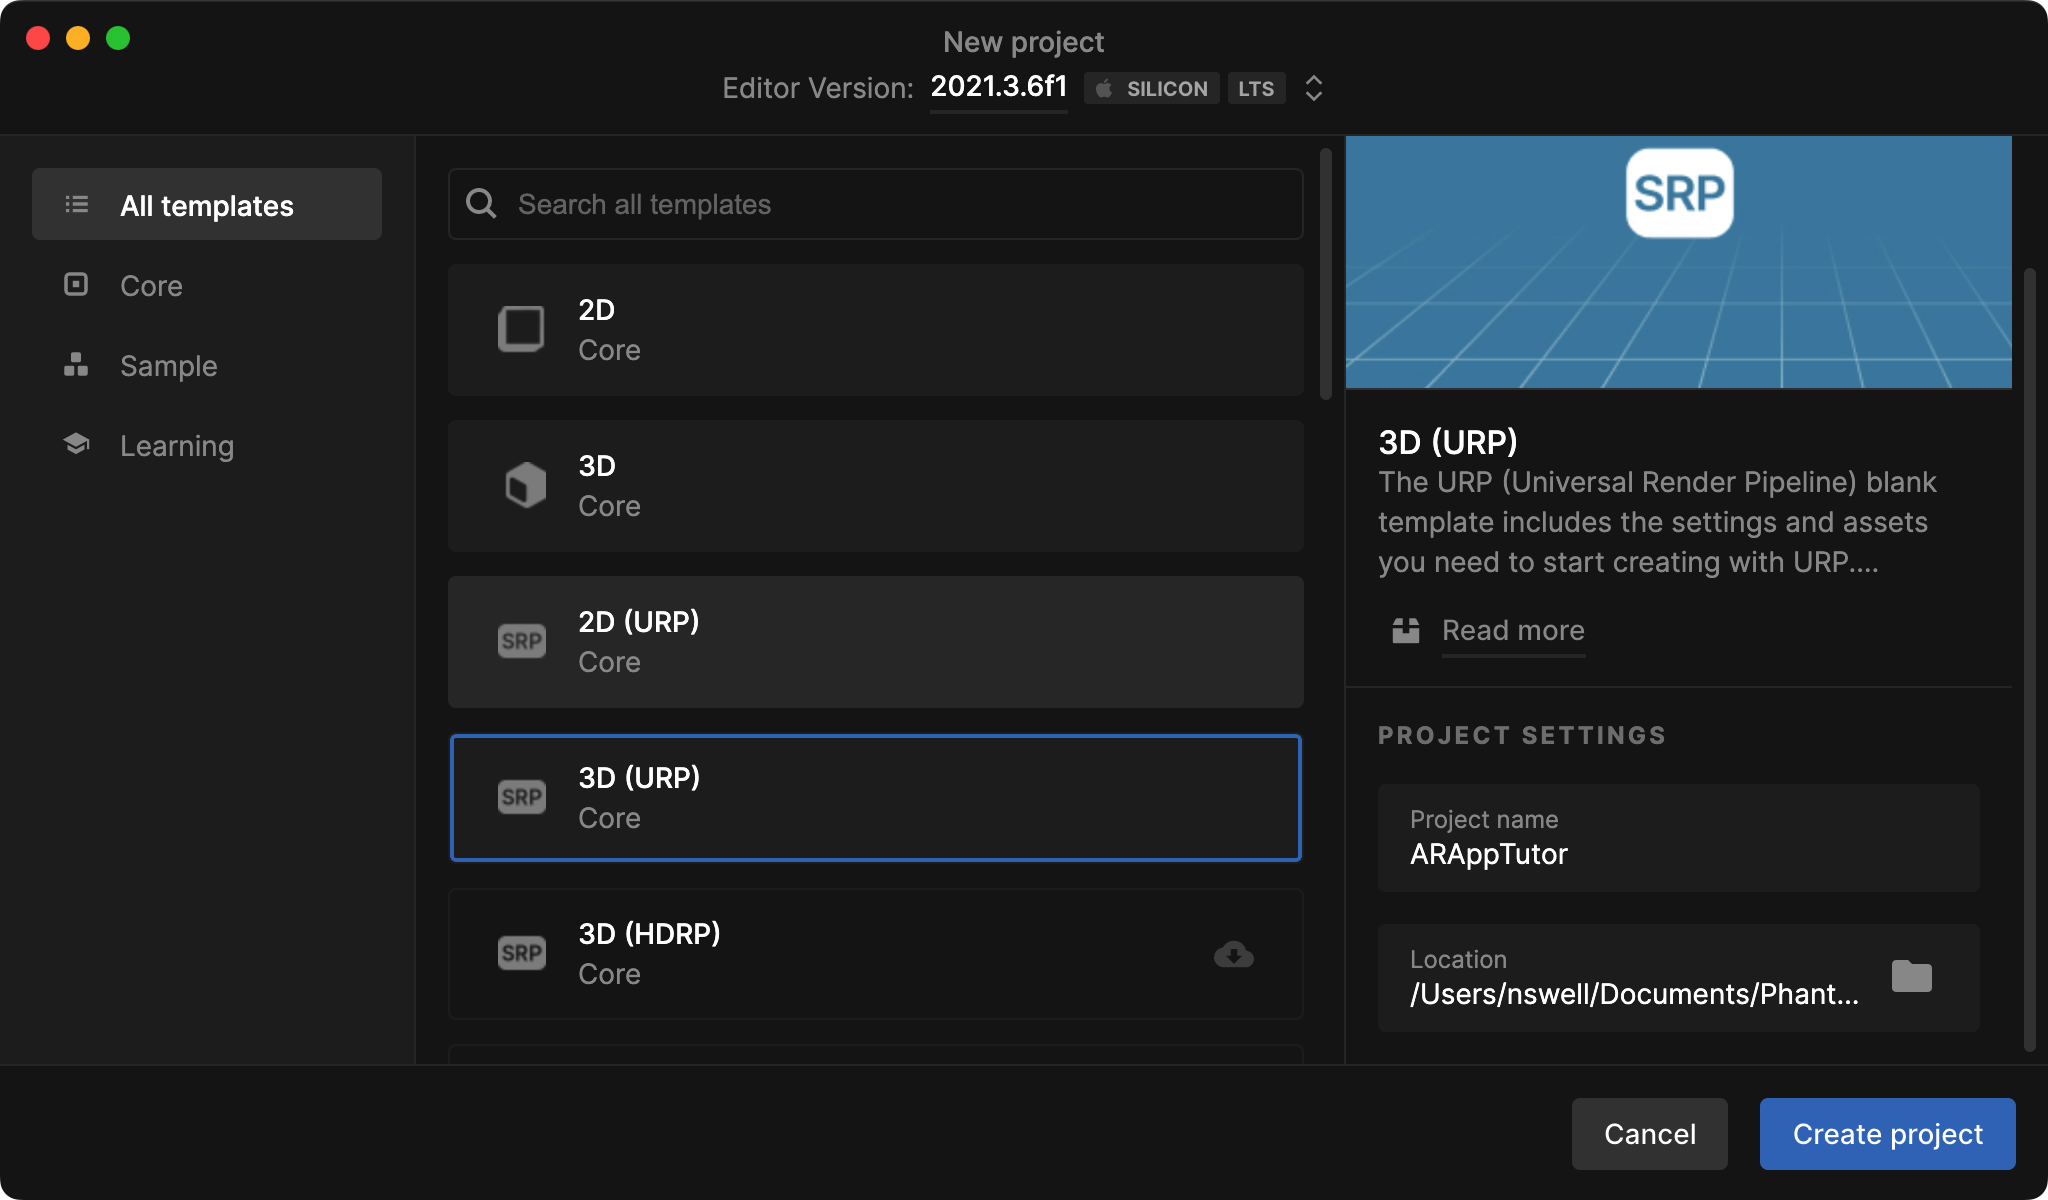 New project
Editor Version: 2021.3.6f1 SILICON LTS
All templates
Core
Sample
Learning
Search all templates
2D
Core
3D
Core
SRP
2D (URP)
Core
SRP
3D (URP)
Core
SRP
3D (HDRP)
Core
SRP
3D (URP)
The URP (Universal Render Pipeline) blank
template includes the settings and assets
you need to start creating with URP....
Read more
PROJECT SETTINGS
Project name
ARAppTutor
Location
/Users/nswell/Documents/Phant...
Cancel
Create project